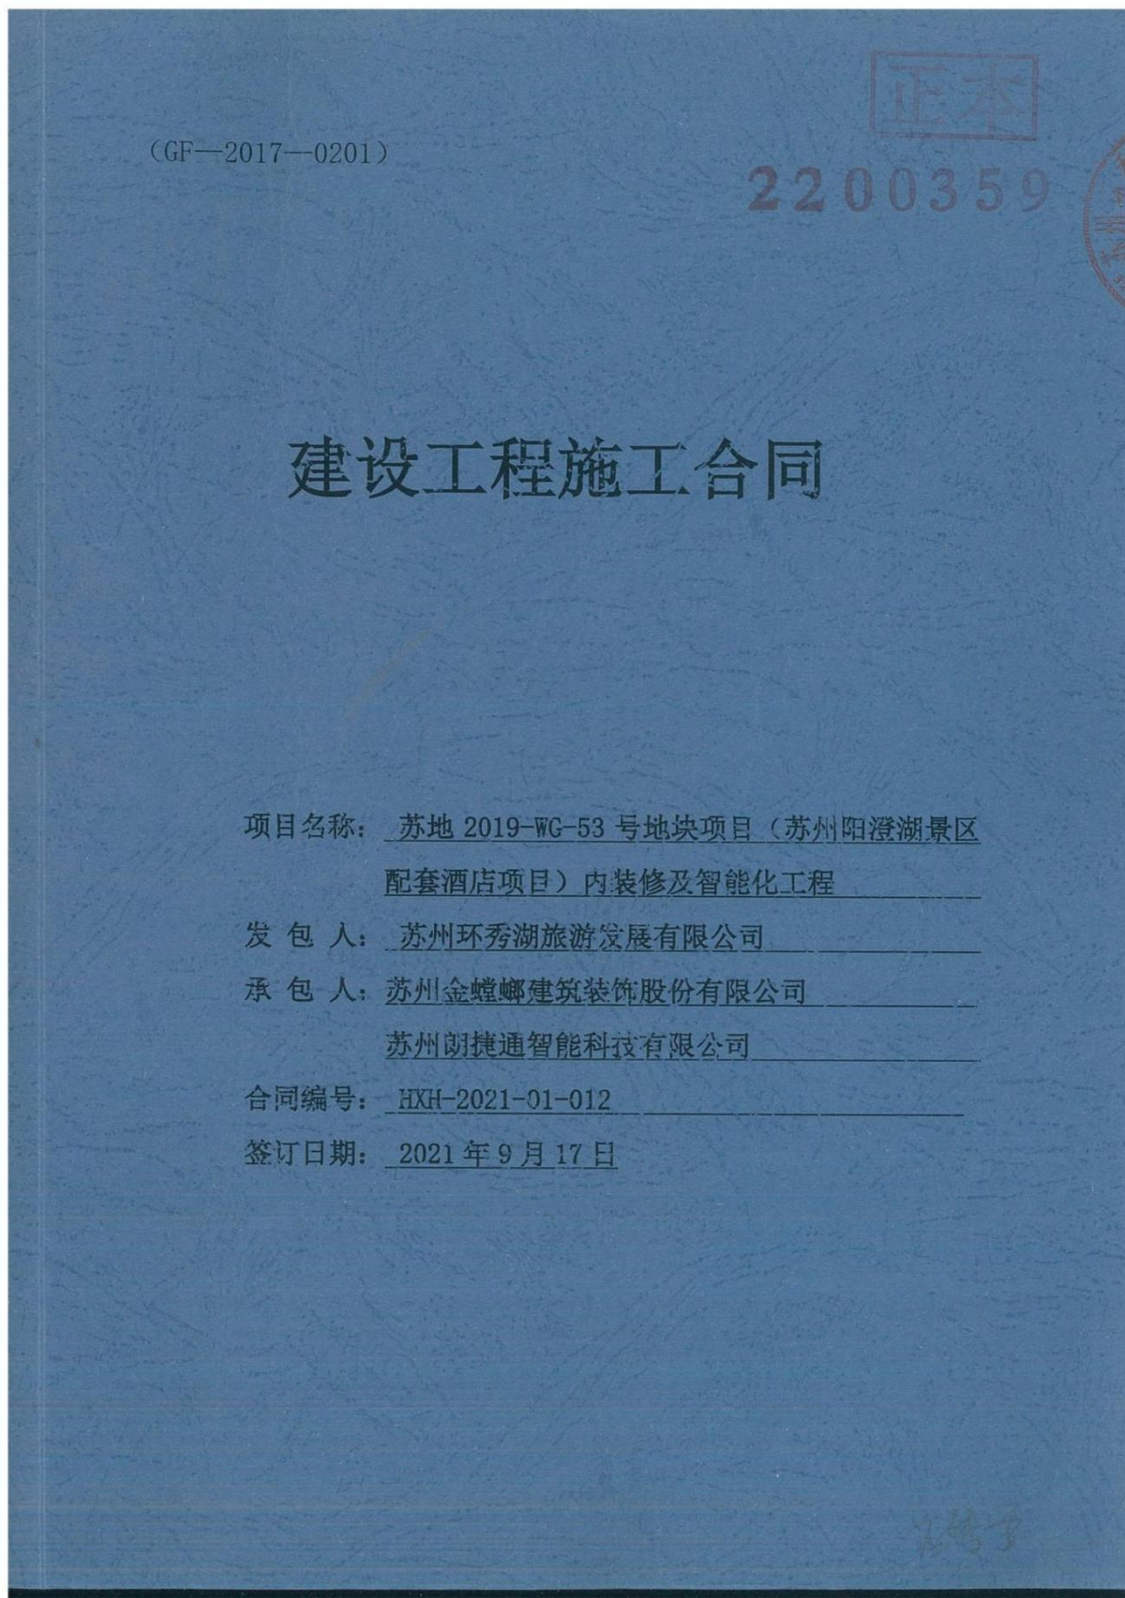 正本
（GF—2017—0201）
2200359
建设工程施工合同
项目名称： 苏地 2019-WG-53 号地块项目（苏州阳澄湖景区
配套酒店项目）内装修及智能化工程
发 包 人： 苏州环秀湖旅游发展有限公司
承 包 人： 苏州金螳螂建筑装饰股份有限公司
苏州朗捷通智能科技有限公司
合同编号： HXH-2021-01-012
签订日期： 2021 年 9 月 17 日